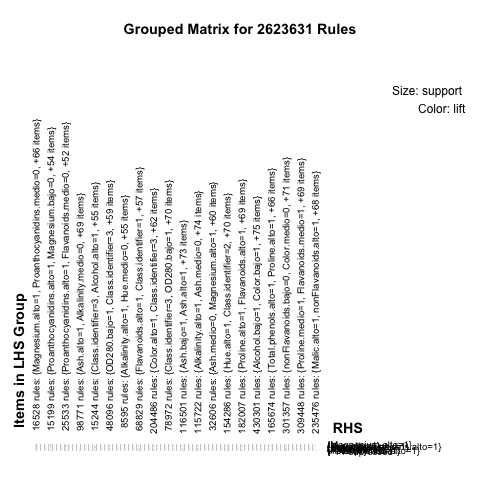 Grouped Matrix for 2623631 Rules
Size: support
Color: lift
Items in LHS Group
16528 rules: {Magnesium.alto=1, Proanthocyanidins.medio=0, +66 items}
15199 rules: {Proanthocyanidins.alto=1, Magnesium.bajo=0, +54 items}
25533 rules: {Proanthocyanidins.alto=1, Flavanoids.medio=0, +52 items}
98771 rules: {Ash.alto=1, Alkalinity.medio=0, +69 items}
15244 rules: {Class.identifier=3, Alcohol.alto=1, +55 items}
48096 rules: {OD280.bajo=1, Class.identifier=3, +59 items}
8595 rules: {Alkalinity.alto=1, Hue.medio=0, +55 items}
68829 rules: {Flavanoids.alto=1, Class.identifier=1, +57 items}
204486 rules: {Color.alto=1, Class.identifier=3, +62 items}
78972 rules: {Class.identifier=3, OD280.bajo=1, +70 items}
116501 rules: {Ash.bajo=1, Ash.alto=1, +73 items}
115722 rules: {Alkalinity.alto=1, Ash.medio=0, +74 items}
32606 rules: {Ash.medio=0, Magnesium.alto=1, +60 items}
154286 rules: {Hue.alto=1, Class.identifier=2, +70 items}
182007 rules: {Proline.alto=1, Flavanoids.alto=1, +69 items}
430301 rules: {Alcohol.bajo=1, Color.bajo=1, +75 items}
165674 rules: {Total.phenols.alto=1, Proline.alto=1, +66 items}
301357 rules: {nonFlavanoids.bajo=0, Color.medio=0, +71 items}
309448 rules: {Proline.medio=1, Flavanoids.medio=1, +69 items}
235476 rules: {Malic.alto=1, nonFlavanoids.alto=1, +68 items}
RHS